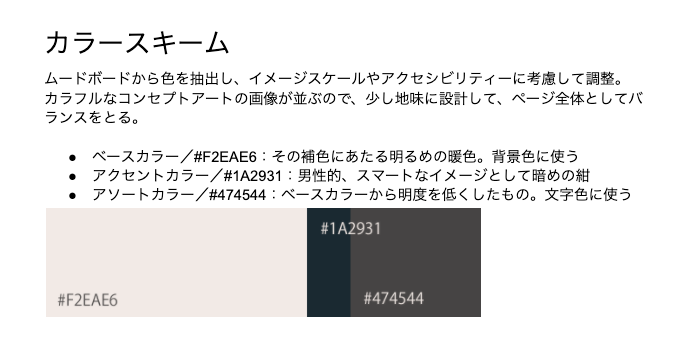 カラースキーム
ムードボードから色を抽出し、イメージスケールやアクセシビリティーに考慮して調整。
カラフルなコンセプトアートの画像が並ぶので、少し地味に設計して、ページ全体としてバ
ランスをとる。
● ベースカラー／#F2EAE6：その補色にあたる明るめの暖色。背景色に使う
● アクセントカラー／#1A2931：男性的、スマートなイメージとして暗めの紺
● アソートカラー／#474544：ベースカラーから明度を低くしたもの。文字色に使う
#1A2931
#F2EAE6
#474544